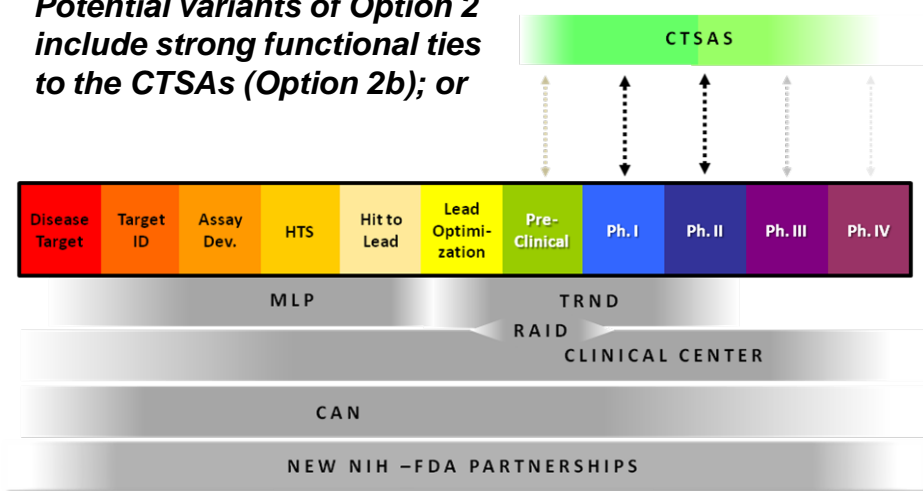 Potential variants of Option 2
include strong functional ties
to the CTSAs (Option 2b); or
CTSAS
Disease
Target
Target
ID
Assay
Dev.
HTS
Hit to
Lead
Lead
Optimi-
zation
Pre-
Clinical
Ph. I
Ph. II
Ph. III
Ph. IV
MLP
TRND
RAID
CLINICAL CENTER
CAN
NEW NIH –FDA PARTNERSHIPS